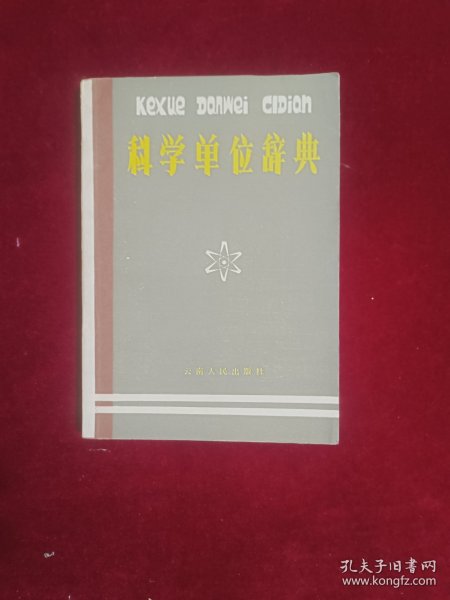 Kexue Danwei Cidian
科学单位辞典
云南人民出版社
孔夫子旧书网
www.kongfz.com